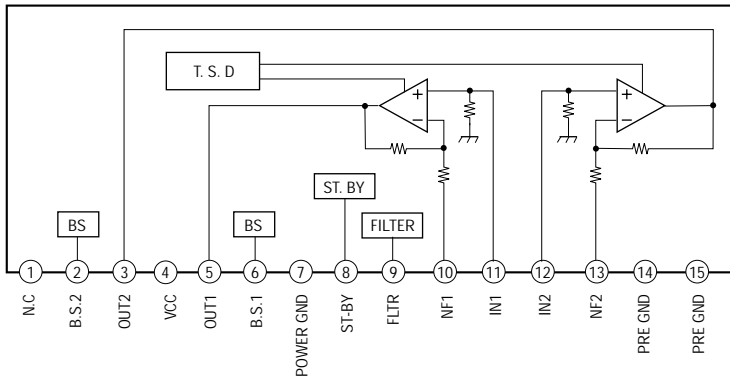 T. S. D
+
−
+
−
ST. BY
BS
BS
FILTER
1
2
3
4
5
6
7
8
9
10
11
12
13
14
15
N.C
B.S.2
OUT2
VCC
OUT1
B.S.1
POWER GND
ST-BY
FLTR
NF1
IN1
IN2
NF2
PRE GND
PRE GND